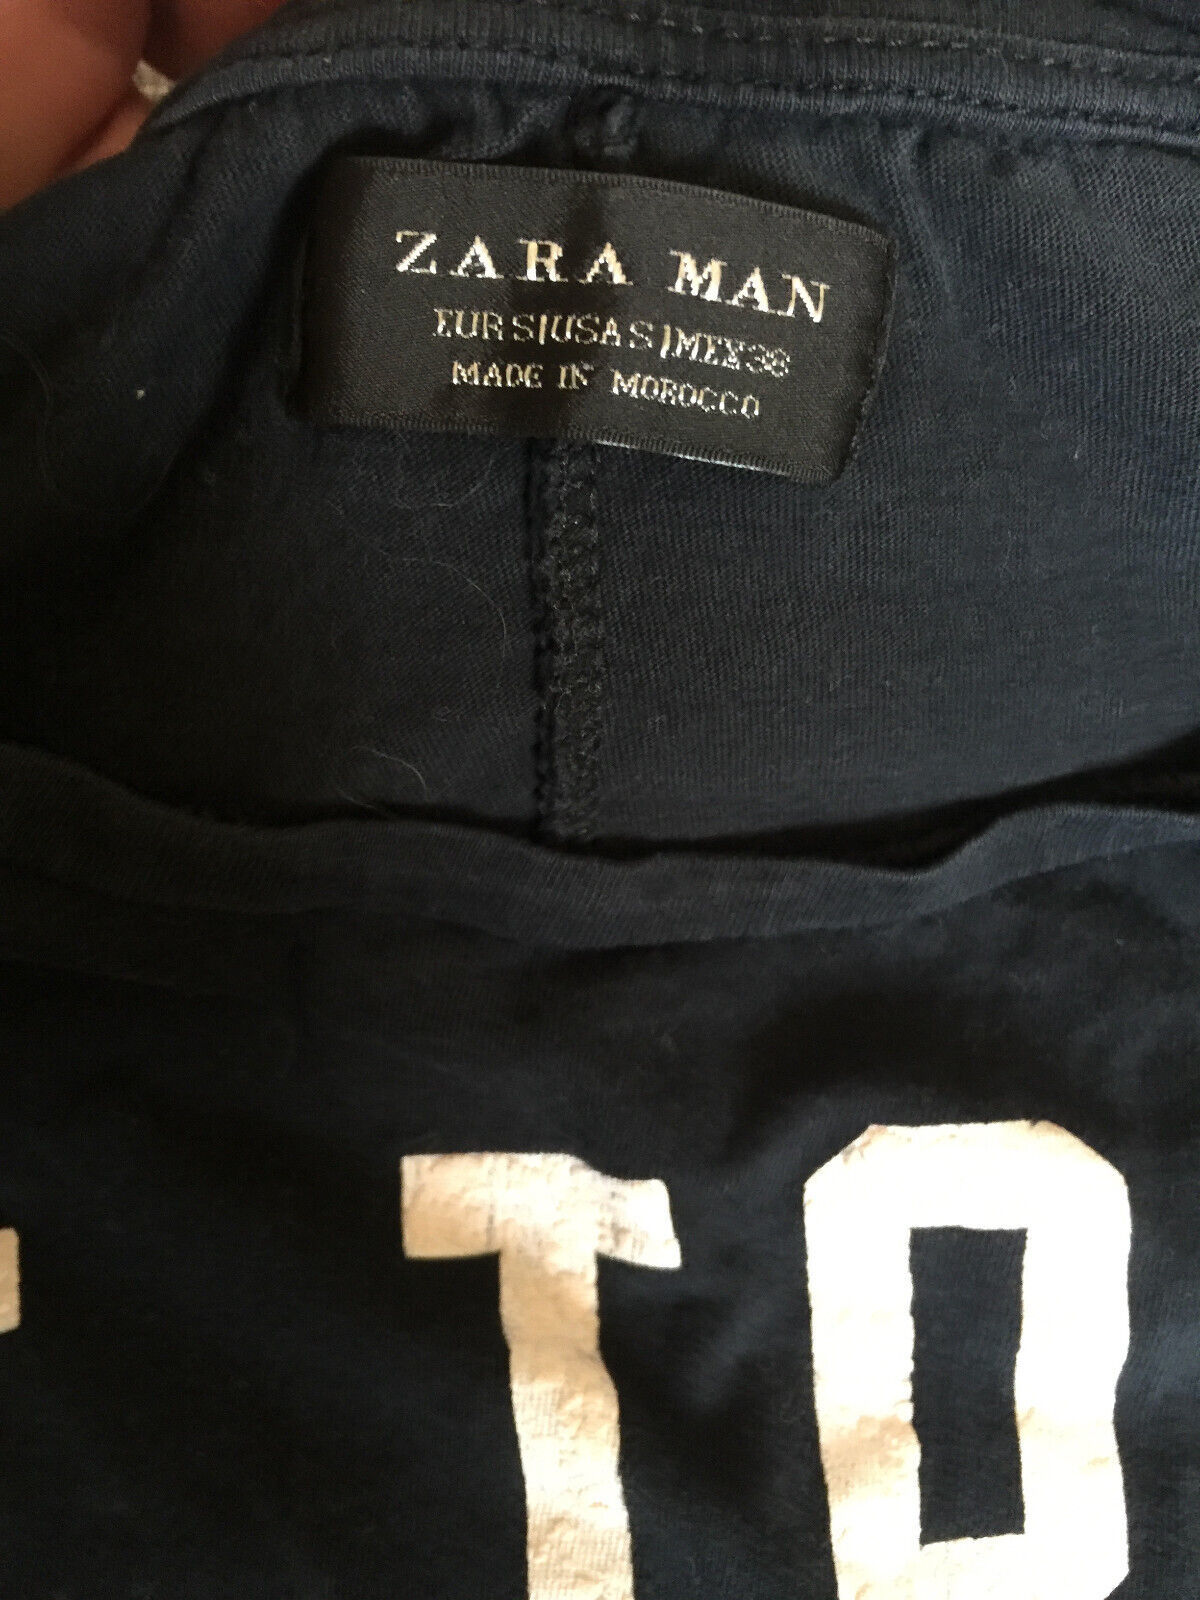 ZARA MAN
EUR S/USA S/MEX 38
MADE IN MOROCCO
TO